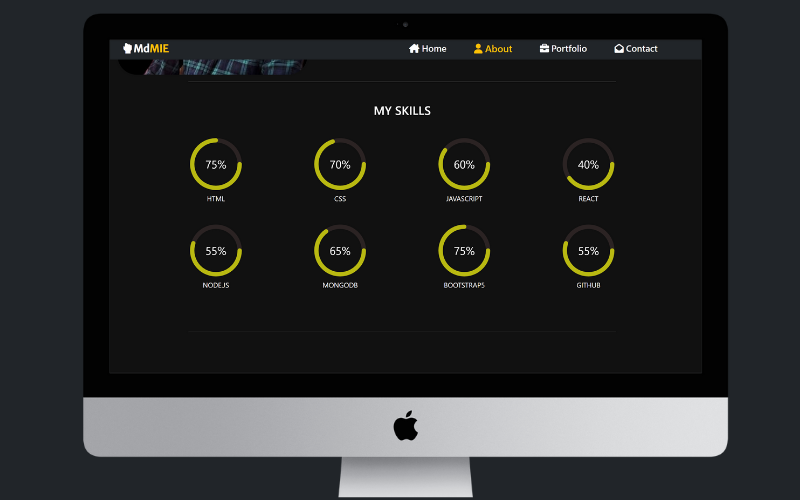 MdMIE
Home
About
Portfolio
Contact
MY SKILLS
75%
70%
60%
40%
HTML
CSS
JAVASCRIPT
REACT
55%
65%
75%
55%
NODEJS
MONGODB
BOOTSTRAP5
GITHUB